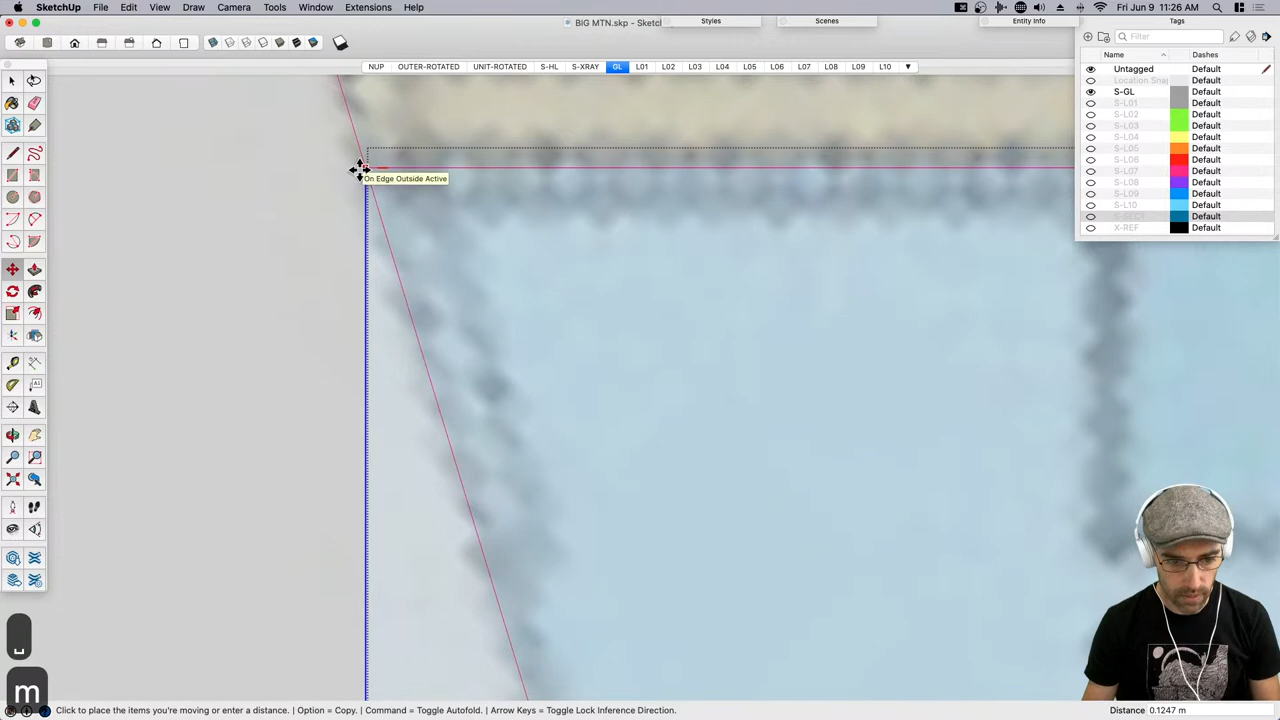 SketchUp File Edit View Draw Camera Tools Window Extensions Help
Fri Jun 9 11:26 AM
BIG MTN.skp - Sketch
Styles
Scenes
Entity Info
Tags
Filter
Name Dashes
NUP OUTER-ROTATED UNIT-ROTATED S-HL S-XRAY GL L01 L02 L03 L04 L05 L06 L07 L08 L09 L10
Untagged Default
Location Snap Default
S-GL Default
S-L01 Default
S-L02 Default
S-L03 Default
S-L04 Default
S-L05 Default
S-L06 Default
S-L07 Default
S-L08 Default
S-L09 Default
S-L10 Default
Default
X-REF Default
On Edge Outside Active
A1
m
Click to place the items you're moving or enter a distance. | Option = Copy. | Command = Toggle Autofold. | Arrow Keys = Toggle Lock Inference Direction.
Distance 0.1247 m